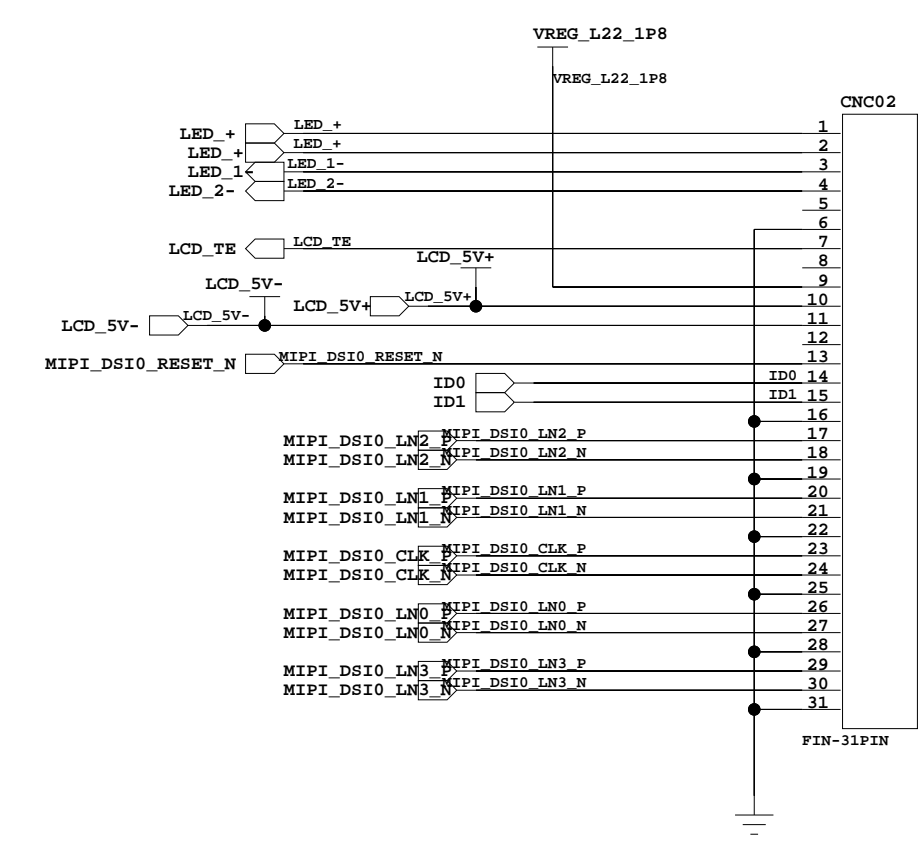 VREG_L22_1P8
VREG_L22_1P8
CNC02
LED_+ LED_+ 1
LED_+ LED_+ 2
LED_1- LED_1- 3
LED_2- LED_2- 4
5
6
LCD_TE LCD_TE 7
LCD_5V+
8
LCD_5V-
9
LCD_5V+ LCD_5V+ 10
LCD_5V- LCD_5V- 11
12
MIPI_DSI0_RESET_N MIPI_DSI0_RESET_N 13
ID0 ID0 14
ID1 ID1 15
16
MIPI_DSI0_LN2_P MIPI_DSI0_LN2_P 17
MIPI_DSI0_LN2_N MIPI_DSI0_LN2_N 18
19
MIPI_DSI0_LN1_P MIPI_DSI0_LN1_P 20
MIPI_DSI0_LN1_N MIPI_DSI0_LN1_N 21
22
MIPI_DSI0_CLK_P MIPI_DSI0_CLK_P 23
MIPI_DSI0_CLK_N MIPI_DSI0_CLK_N 24
25
MIPI_DSI0_LN0_P MIPI_DSI0_LN0_P 26
MIPI_DSI0_LN0_N MIPI_DSI0_LN0_N 27
28
MIPI_DSI0_LN3_P MIPI_DSI0_LN3_P 29
MIPI_DSI0_LN3_N MIPI_DSI0_LN3_N 30
31
FIN-31PIN